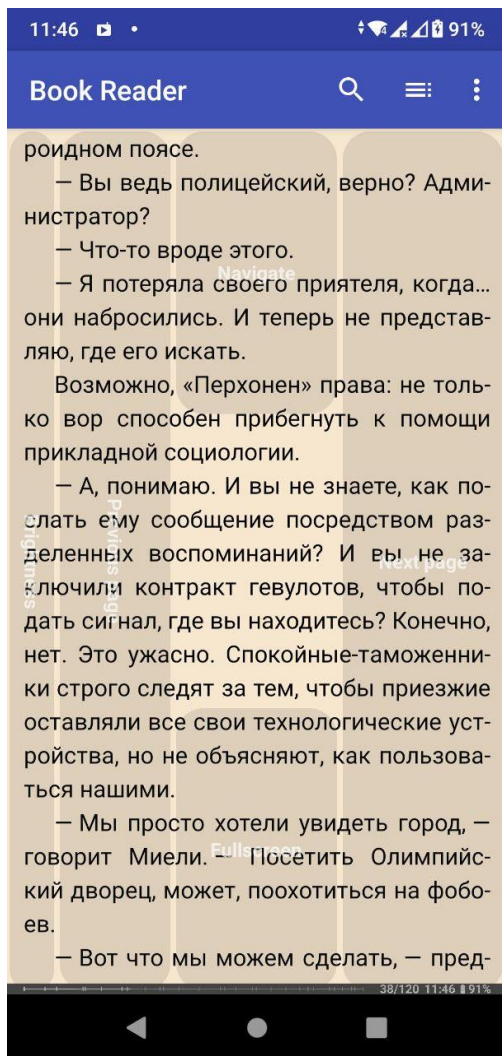 11:46 91%
Book Reader
роидном поясе.
— Вы ведь полицейский, верно? Адми-
нистратор?
— Что-то вроде этого.
Navigate
— Я потеряла своего приятеля, когда...
они набросились. И теперь не представ-
ляю, где его искать.
Возможно, «Перхонен» права: не толь-
ко вор способен прибегнуть к помощи
прикладной социологии.
— А, понимаю. И вы не знаете, как по-
слать ему сообщение посредством раз-
деленных воспоминаний? И вы не за-
Brightness
Previous page
Next page
ключили контракт гевулотов, чтобы по-
дать сигнал, где вы находитесь? Конечно,
нет. Это ужасно. Спокойные-таможенни-
ки строго следят за тем, чтобы приезжие
оставляли все свои технологические уст-
ройства, но не объясняют, как пользова-
ться нашими.
— Мы просто хотели увидеть город, —
говорит Миели. — Посетить Олимпийс-
Fullscreen
кий дворец, может, поохотиться на фобо-
ев.
— Вот что мы можем сделать, — пред-
38/120 11:46 91%